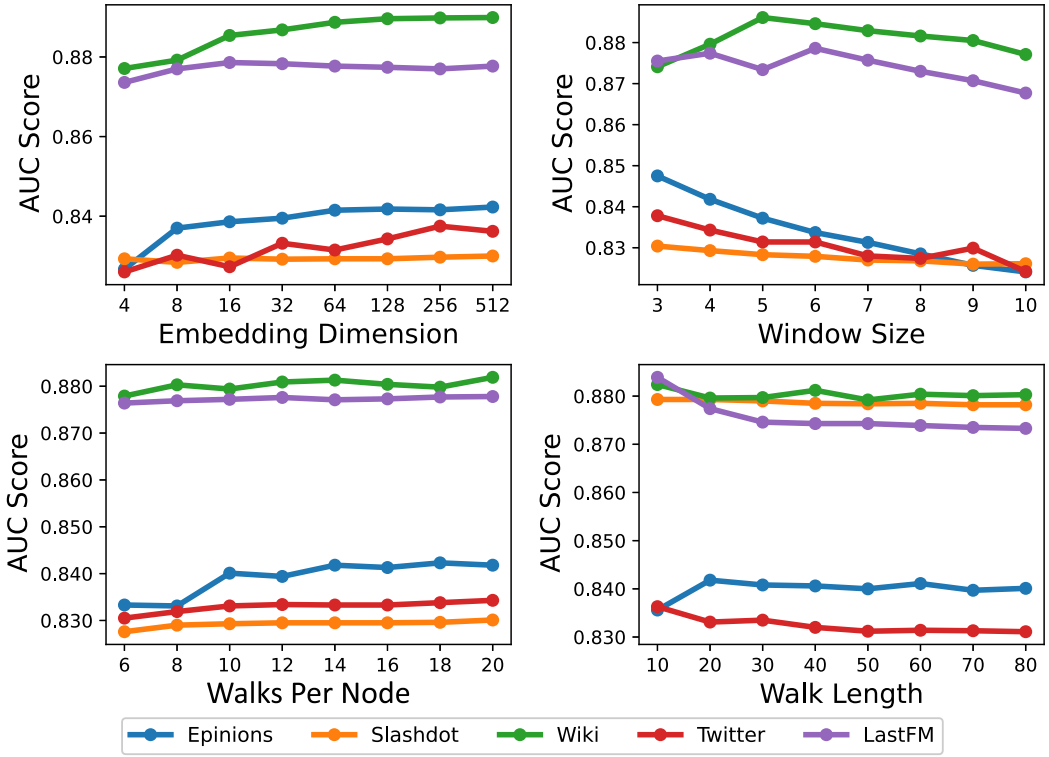 AUC Score
0.88
0.86
0.84
4 8 16 32 64 128 256 512
Embedding Dimension
AUC Score
0.88
0.87
0.86
0.85
0.84
0.83
3 4 5 6 7 8 9 10
Window Size
AUC Score
0.880
0.870
0.860
0.850
0.840
0.830
6 8 10 12 14 16 18 20
Walks Per Node
AUC Score
0.880
0.870
0.860
0.850
0.840
0.830
10 20 30 40 50 60 70 80
Walk Length
Epinions Slashdot Wiki Twitter LastFM